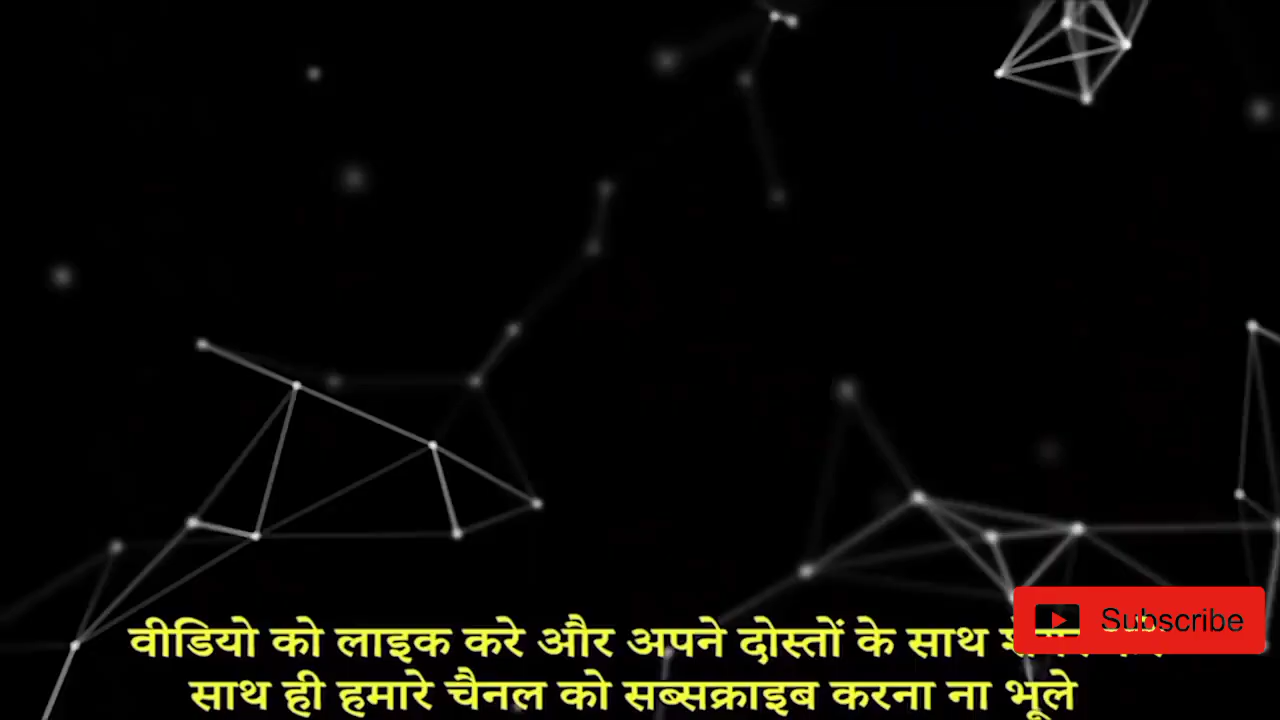 वीडियो को लाइक करे और अपने दोस्तों के साथ
Subscribe
साथ ही हमारे चैनल को सब्सक्राइब करना ना भूले